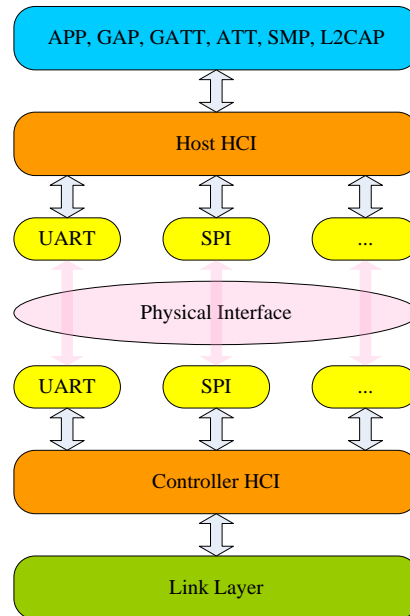 APP, GAP, GATT, ATT, SMP, L2CAP
Host HCI
UART SPI ...
Physical Interface
UART SPI ...
Controller HCI
Link Layer